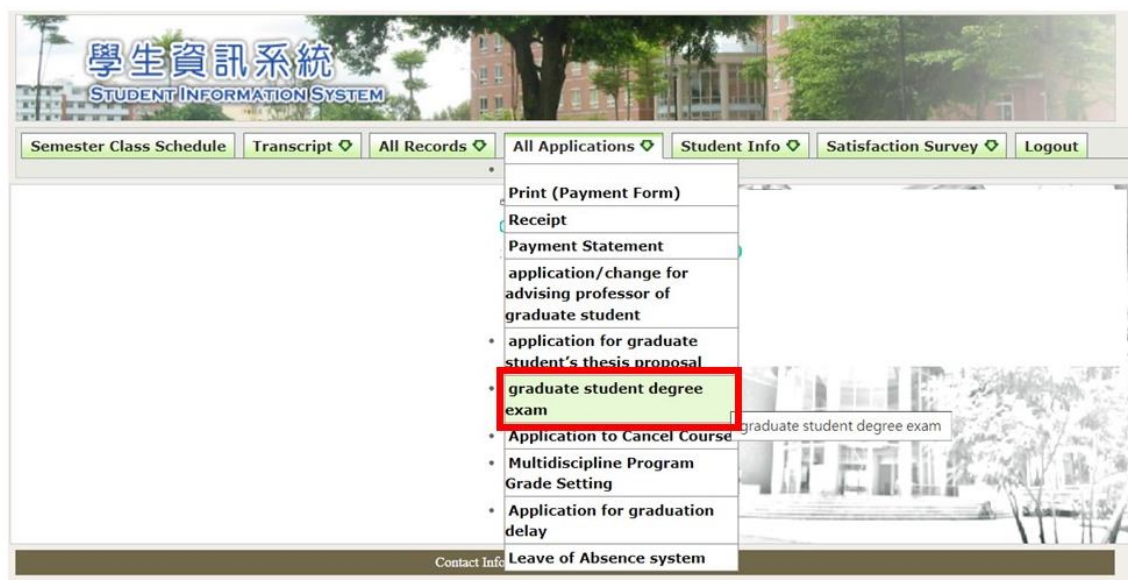 學生資訊系統
STUDENT INFORMATION SYSTEM
Semester Class Schedule Transcript All Records All Applications Student Info Satisfaction Survey Logout
Print (Payment Form)
Receipt
Payment Statement
application/change for
advising professor of
graduate student
application for graduate
student's thesis proposal
graduate student degree
exam
graduate student degree exam
Application to Cancel Course
Multidiscipline Program
Grade Setting
Application for graduation
delay
Leave of Absence system
Contact